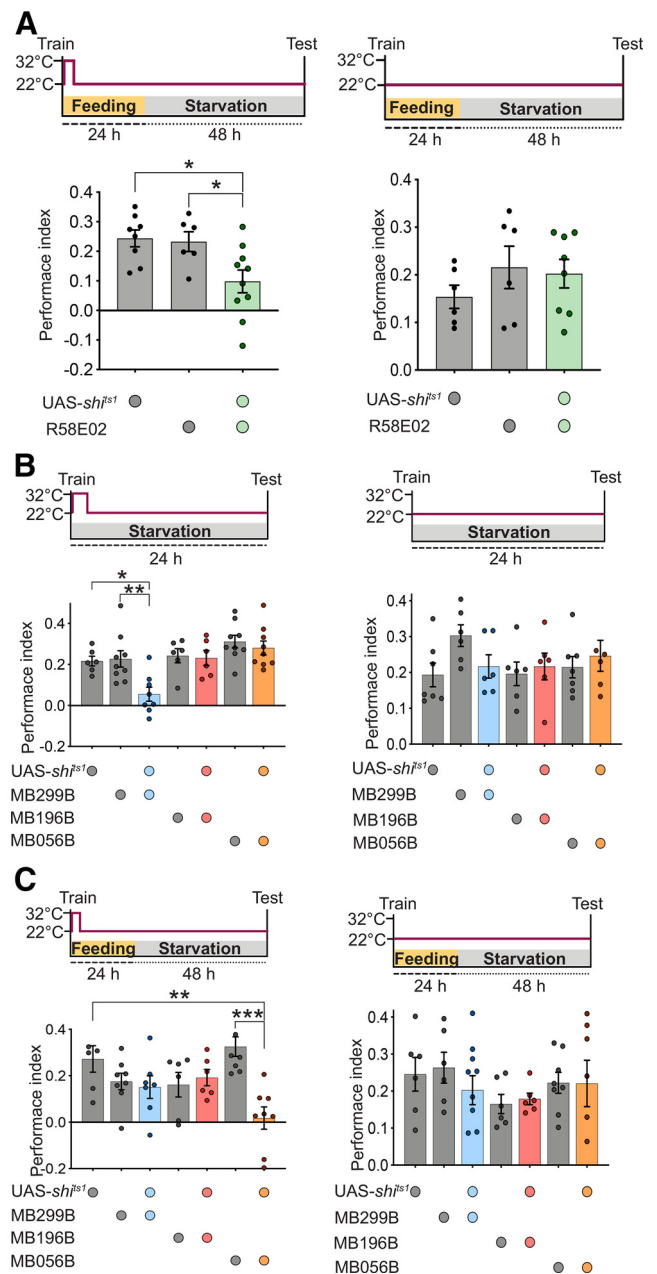 A
Train Test
32°C
22°C
Feeding Starvation
24 h 48 h
* 
*
Performace index
0.4
0.3
0.2
0.1
0.0
-0.1
-0.2
UAS-shits1
R58E02
Train Test
32°C
22°C
Feeding Starvation
24 h 48 h
Performace index
0.4
0.3
0.2
0.1
0.0
UAS-shits1
R58E02
B
Train Test
32°C
22°C
Starvation
24 h
*
**
Performace index
0.4
0.2
0.0
-0.2
UAS-shits1
MB299B
MB196B
MB056B
Train Test
32°C
22°C
Starvation
24 h
Performace index
0.4
0.3
0.2
0.1
0.0
UAS-shits1
MB299B
MB196B
MB056B
C
Train Test
32°C
22°C
Feeding Starvation
24 h 48 h
**
***
Performace index
0.4
0.2
0.0
-0.2
UAS-shits1
MB299B
MB196B
MB056B
Train Test
32°C
22°C
Feeding Starvation
24 h 48 h
Performace index
0.4
0.3
0.2
0.1
0.0
UAS-shits1
MB299B
MB196B
MB056B